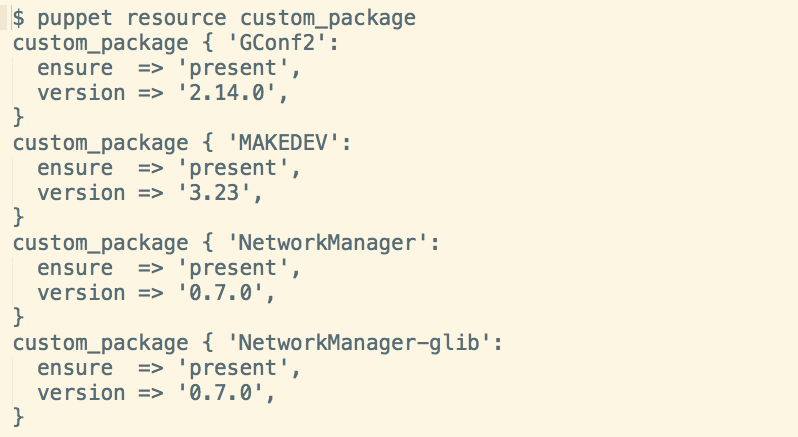 $ puppet resource custom_package
custom_package { 'GConf2':
  ensure  => 'present',
  version => '2.14.0',
}
custom_package { 'MAKEDEV':
  ensure  => 'present',
  version => '3.23',
}
custom_package { 'NetworkManager':
  ensure  => 'present',
  version => '0.7.0',
}
custom_package { 'NetworkManager-glib':
  ensure  => 'present',
  version => '0.7.0',
}